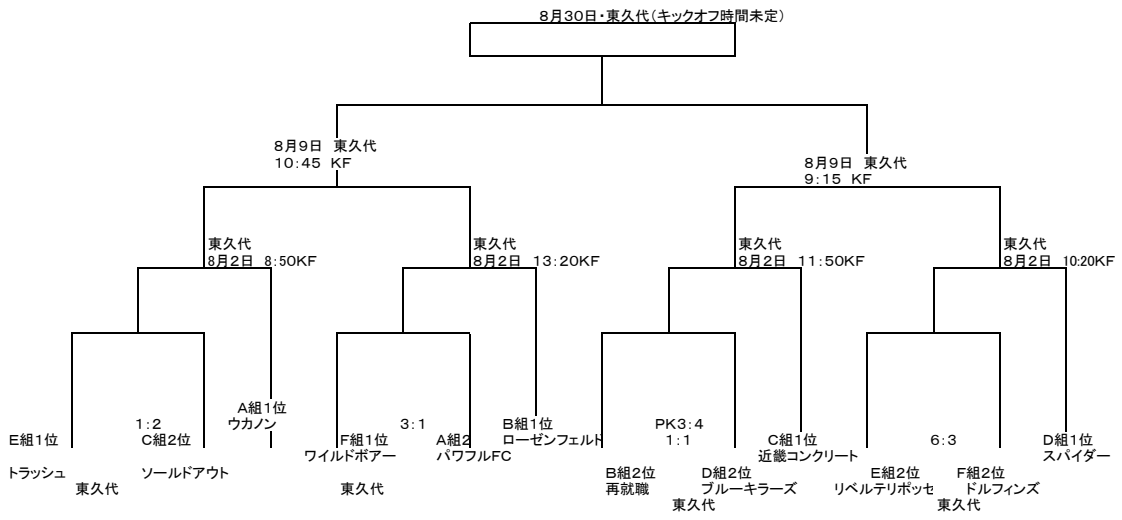 8月30日・東久代(キックオフ時間未定)
8月9日 東久代
10:45 KF
8月9日 東久代
9:15 KF
東久代
8月2日 8:50KF
東久代
8月2日 13:20KF
東久代
8月2日 11:50KF
東久代
8月2日 10:20KF
A組1位
ウカノン
1:2
E組1位
C組2位
トラッシュ
ソールドアウト
東久代
3:1
B組1位
ローゼンフェルト
F組1位
A組2
ワイルドボアー
パワフルFC
東久代
PK3:4
1:1
C組1位
近畿コンクリート
B組2位
D組2位
再就職
ブルーキラーズ
東久代
6:3
D組1位
スパイダー
E組2位
F組2位
リベルテリポッセ
ドルフィンズ
東久代